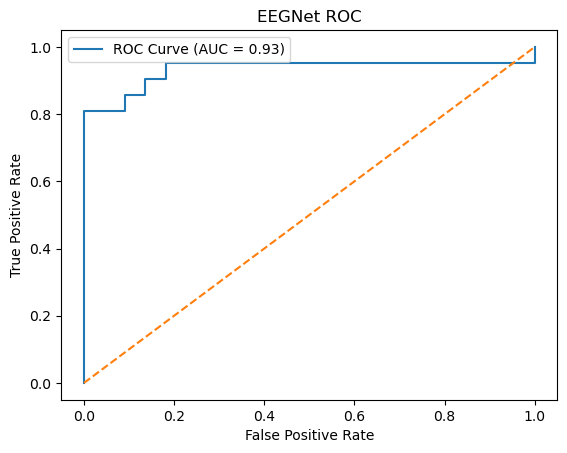 EEGNet ROC
ROC Curve (AUC = 0.93)
True Positive Rate
1.0
0.8
0.6
0.4
0.2
0.0
0.0 0.2 0.4 0.6 0.8 1.0
False Positive Rate